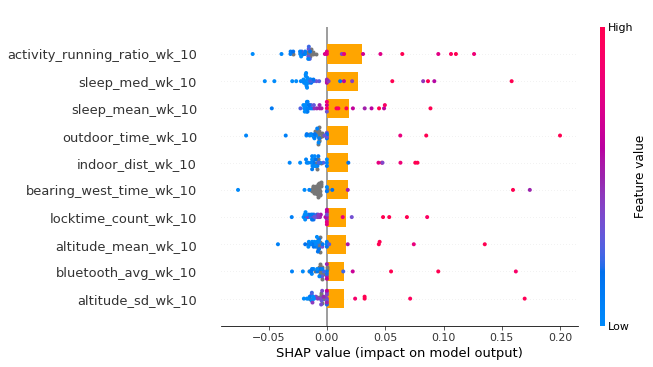 High
activity_running_ratio_wk_10
sleep_med_wk_10
sleep_mean_wk_10
outdoor_time_wk_10
indoor_dist_wk_10
bearing_west_time_wk_10
locktime_count_wk_10
altitude_mean_wk_10
bluetooth_avg_wk_10
altitude_sd_wk_10
Feature value
Low
−0.05 0.00 0.05 0.10 0.15 0.20
SHAP value (impact on model output)